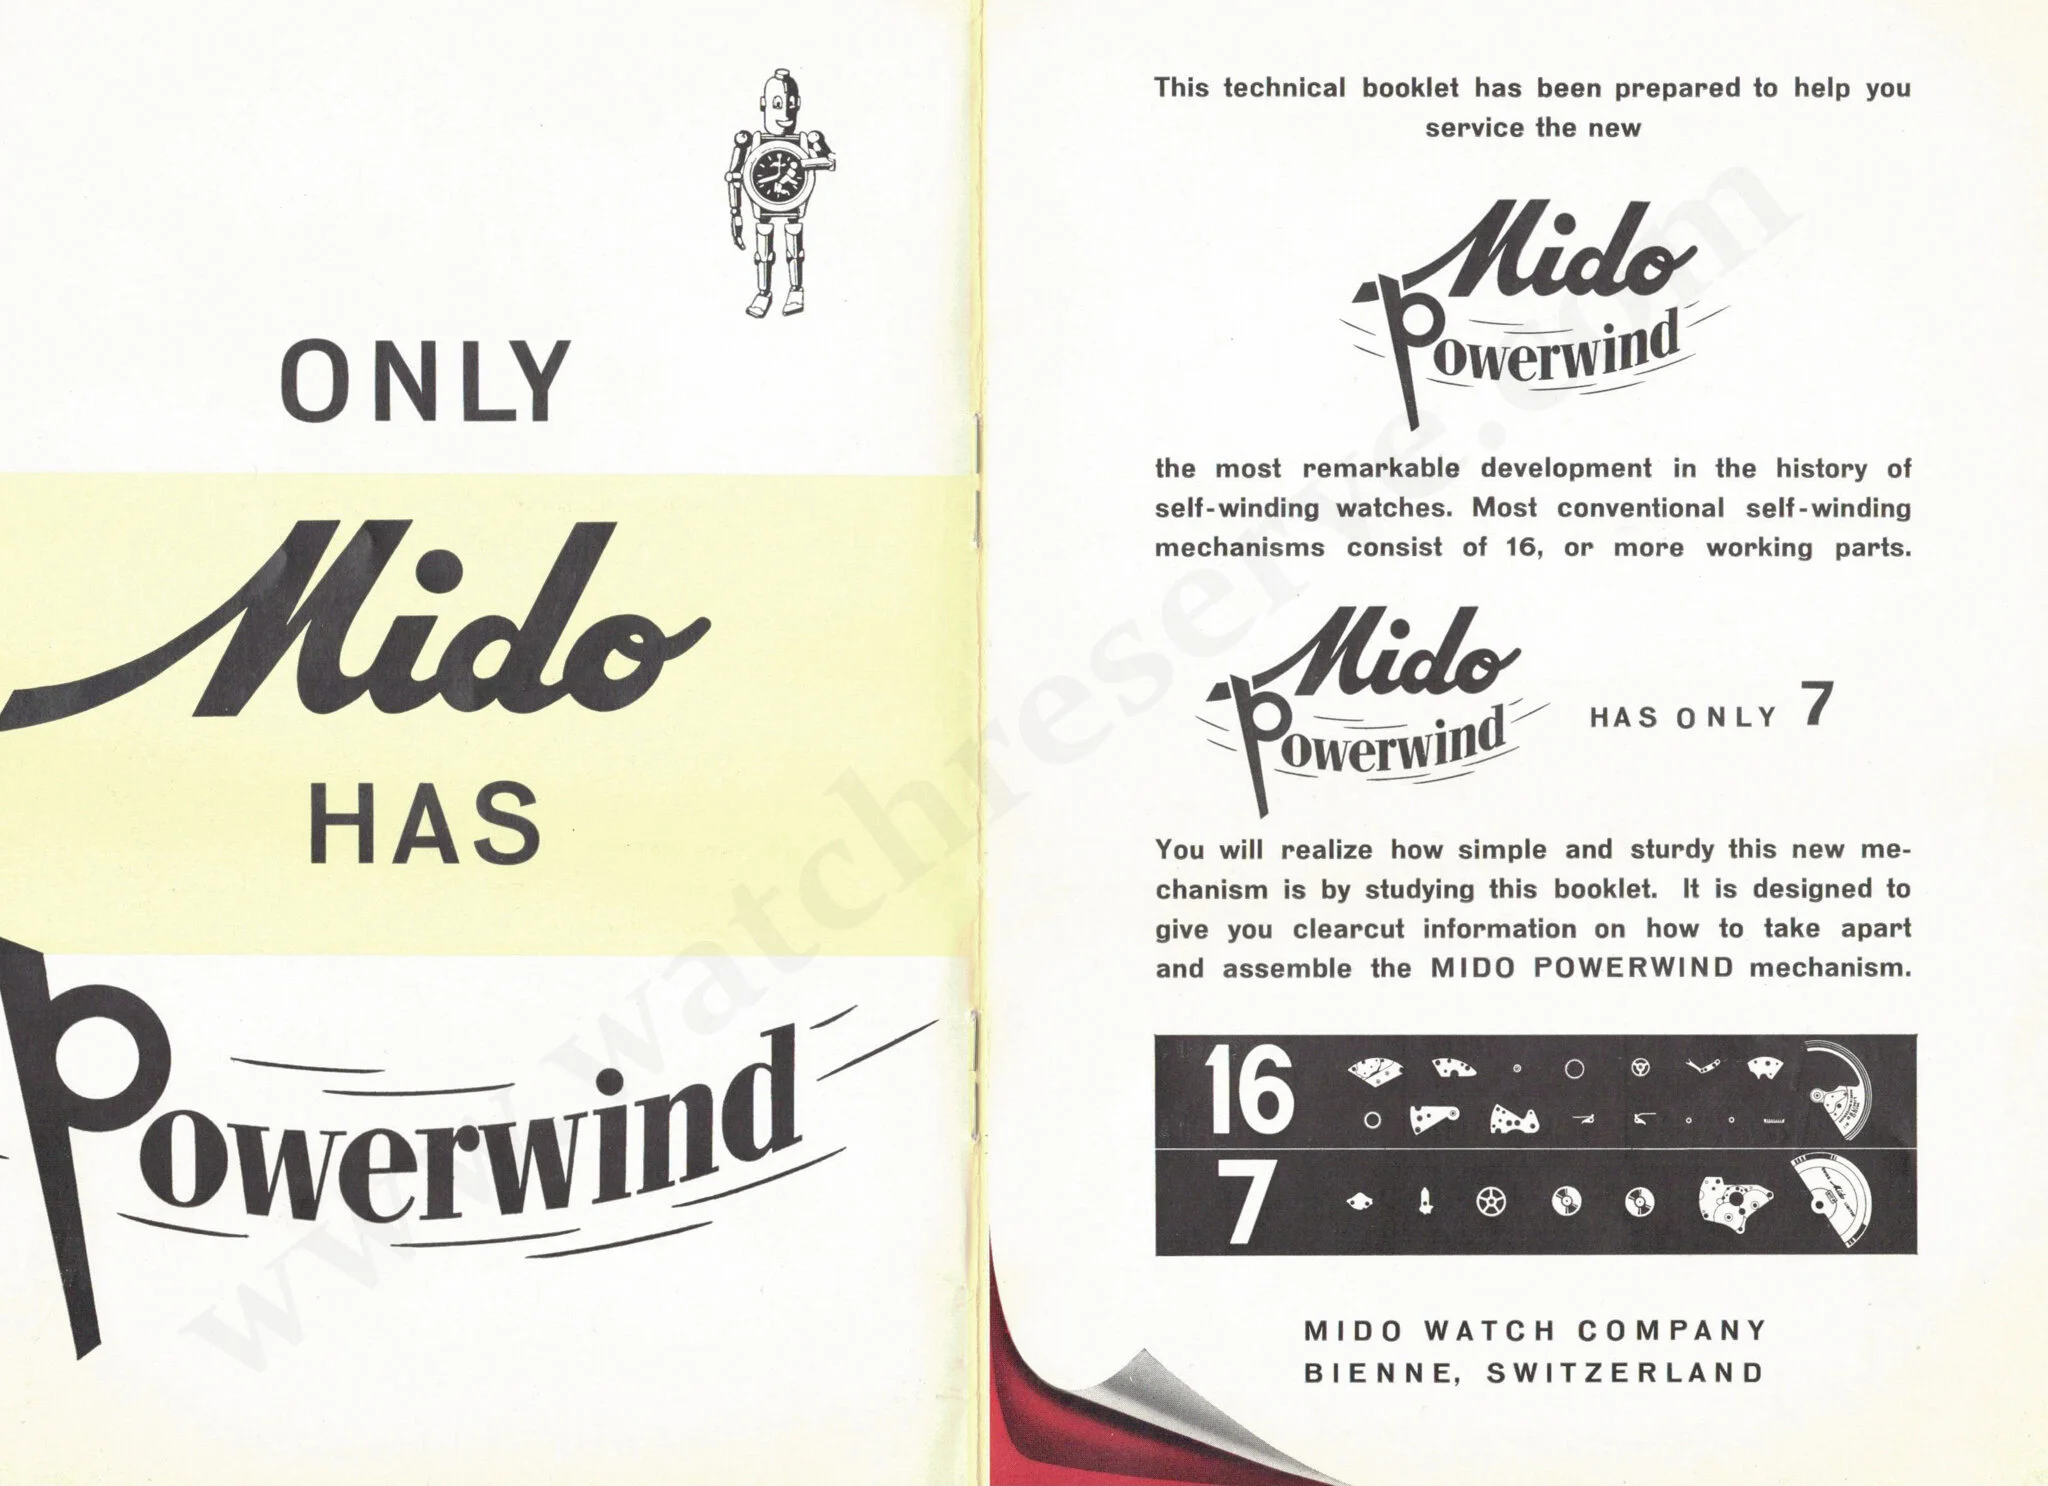 ONLY
Mido
HAS
Powerwind
This technical booklet has been prepared to help you
service the new
Mido
Powerwind
the most remarkable development in the history of
self-winding watches. Most conventional self-winding
mechanisms consist of 16, or more working parts.
Mido
Powerwind HAS ONLY 7
You will realize how simple and sturdy this new me-
chanism is by studying this booklet. It is designed to
give you clearcut information on how to take apart
and assemble the MIDO POWERWIND mechanism.
16
7
MIDO WATCH COMPANY
BIENNE, SWITZERLAND
www.watchreserve.com